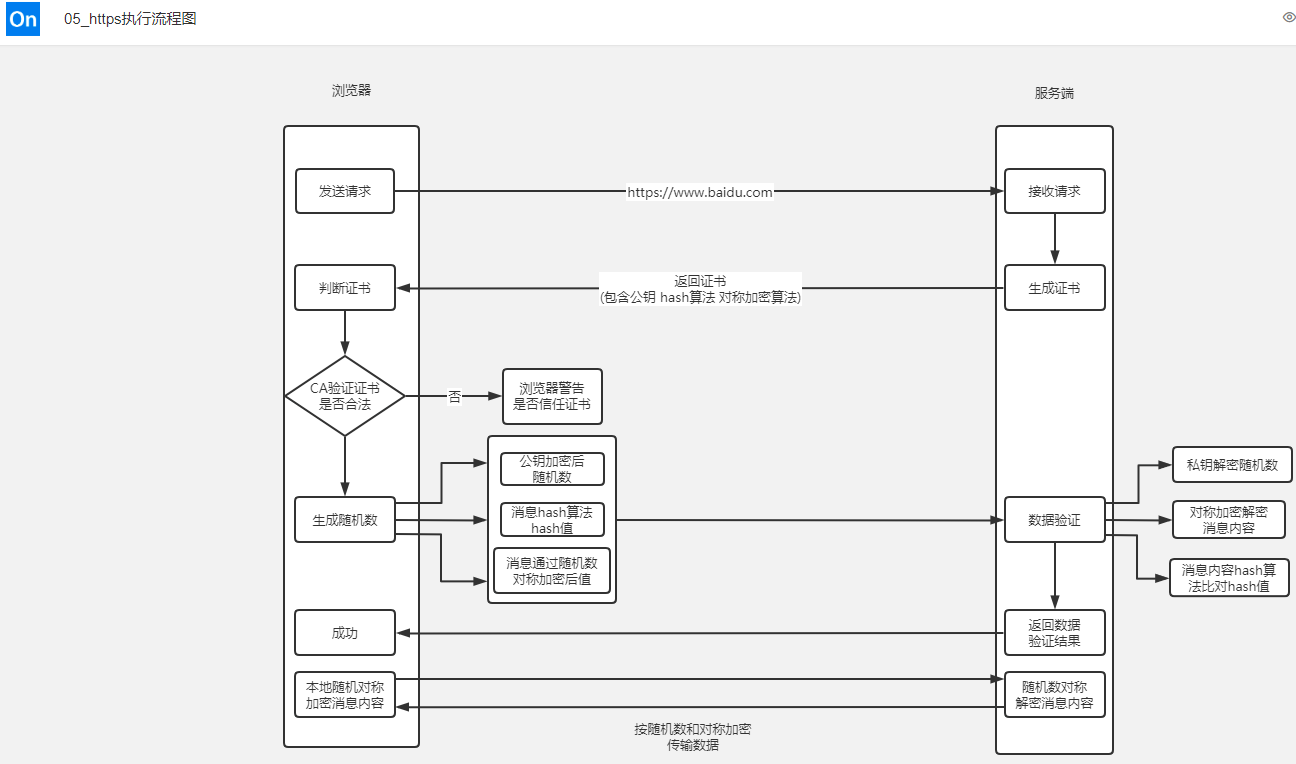 On
05_https执行流程图
浏览器
服务端
发送请求
https://www.baidu.com
接收请求
判断证书
返回证书
(包含公钥 hash算法 对称加密算法)
生成证书
CA验证证书
是否合法
否
浏览器警告
是否信任证书
生成随机数
公钥加密后
随机数
消息hash算法
hash值
消息通过随机数
对称加密后值
数据验证
私钥解密随机数
对称加密解密
消息内容
消息内容hash算
法比对hash值
成功
返回数据
验证结果
本地随机对称
加密消息内容
随机数对称
解密消息内容
按随机数和对称加密
传输数据